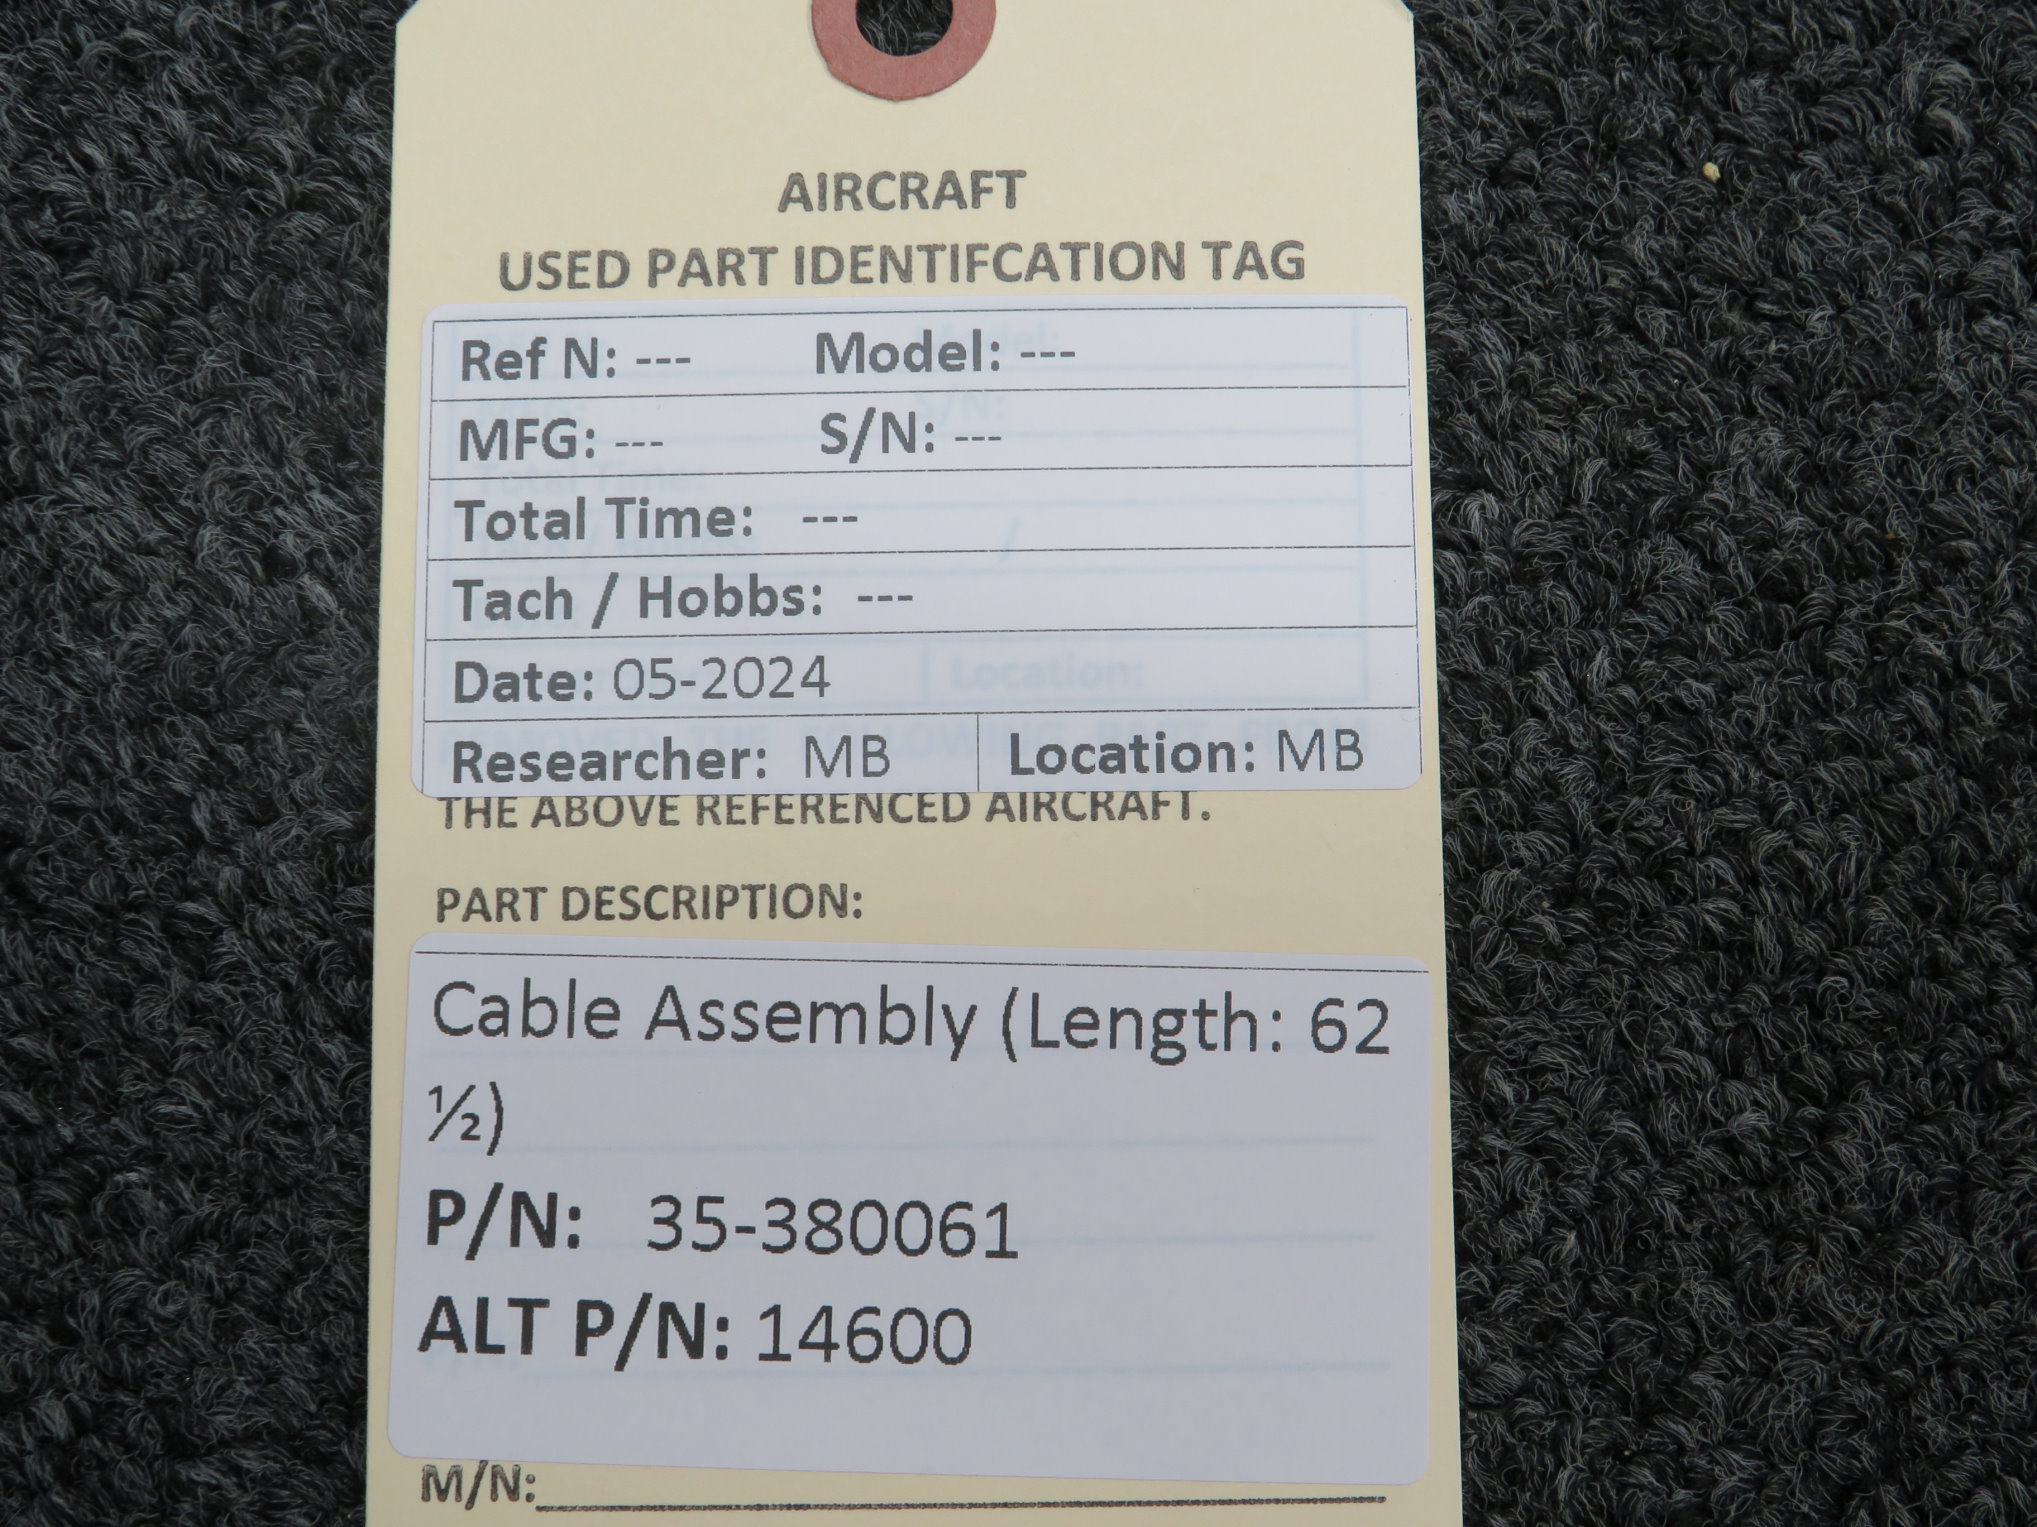 AIRCRAFT
USED PART IDENTIFCATION TAG
Ref N: --- Model: ---
MFG: --- S/N: ---
Total Time: ---
Tach / Hobbs: ---
Date: 05-2024
Researcher: MB Location: MB
THE ABOVE REFERENCED AIRCRAFT.
PART DESCRIPTION:
Cable Assembly (Length: 62
½)
P/N: 35-380061
ALT P/N: 14600
M/N: